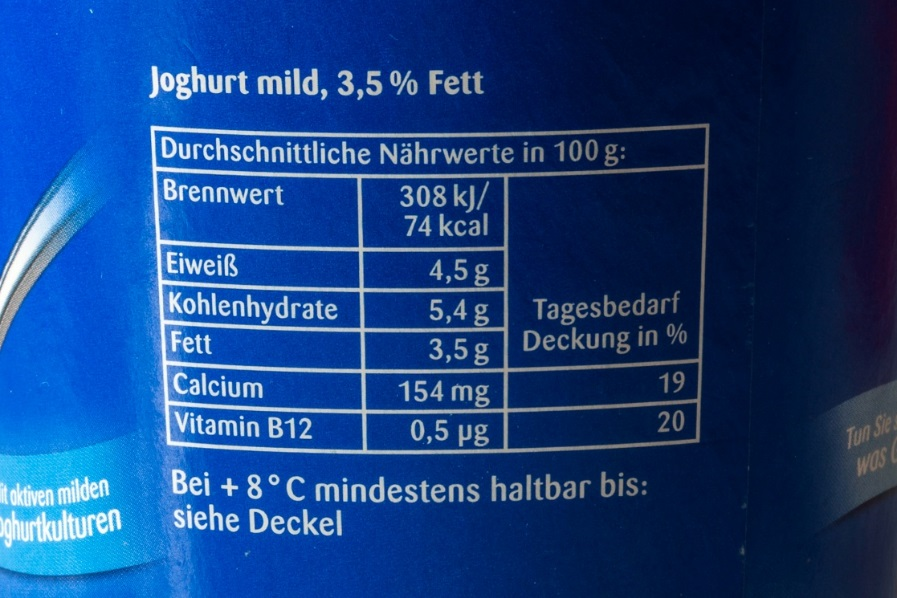 Joghurt mild, 3,5 % Fett
Durchschnittliche Nährwerte in 100 g:
Brennwert 308 kJ/
74 kcal
Eiweiß 4,5 g
Kohlenhydrate 5,4 g Tagesbedarf
Fett 3,5 g Deckung in %
Calcium 154 mg 19
Vitamin B12 0,5 µg 20
Bei + 8° C mindestens haltbar bis:
siehe Deckel
aktiven milden
Tun Sie
was